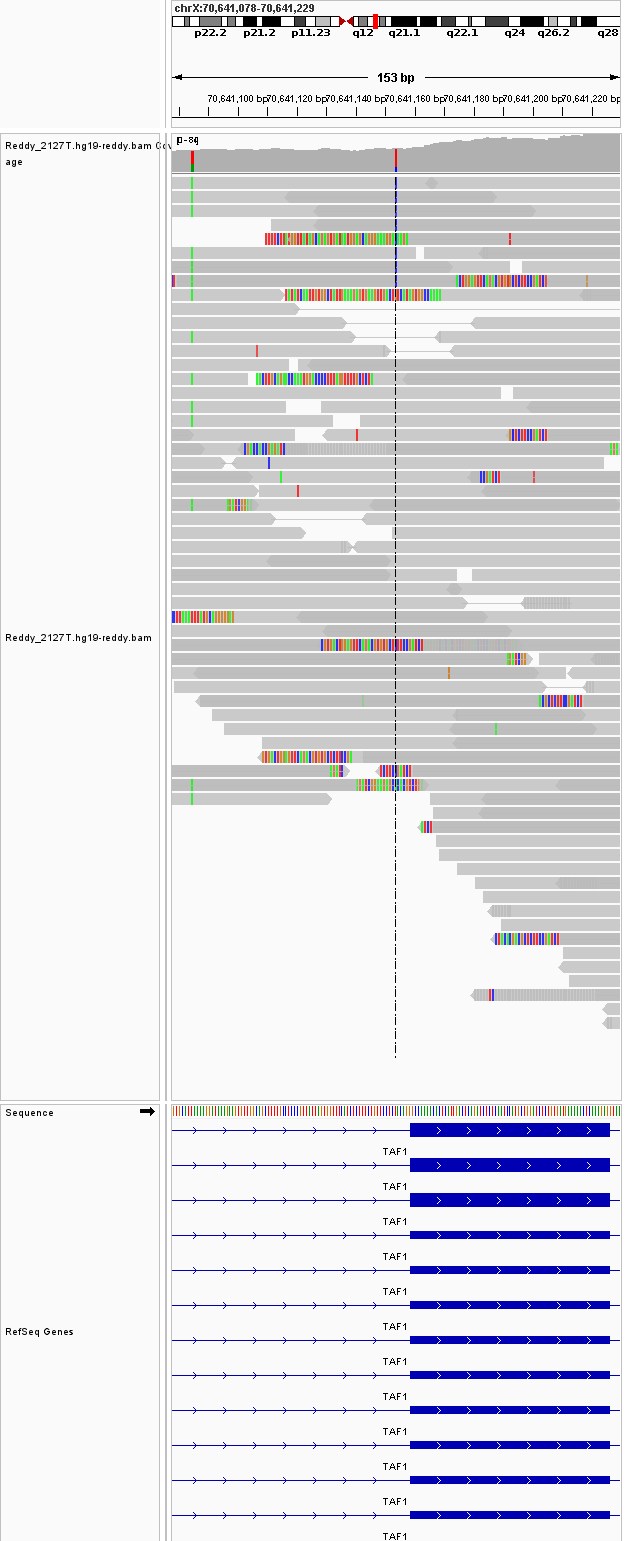 chrX:70,641,078-70,641,229
p22.2 p21.2 p11.23 q12 q21.1 q22.1 q24 q26.2 q28
153 bp
70,641,100 bp 70,641,120 bp 70,641,140 bp 70,641,160 bp 70,641,180 bp 70,641,200 bp 70,641,220 bp
Reddy_2127T.hg19-reddy.bam Cov
age
Reddy_2127T.hg19-reddy.bam
Sequence
TAF1
TAF1
TAF1
TAF1
TAF1
TAF1
RefSeq Genes
TAF1
TAF1
TAF1
TAF1
TAF1
TAF1